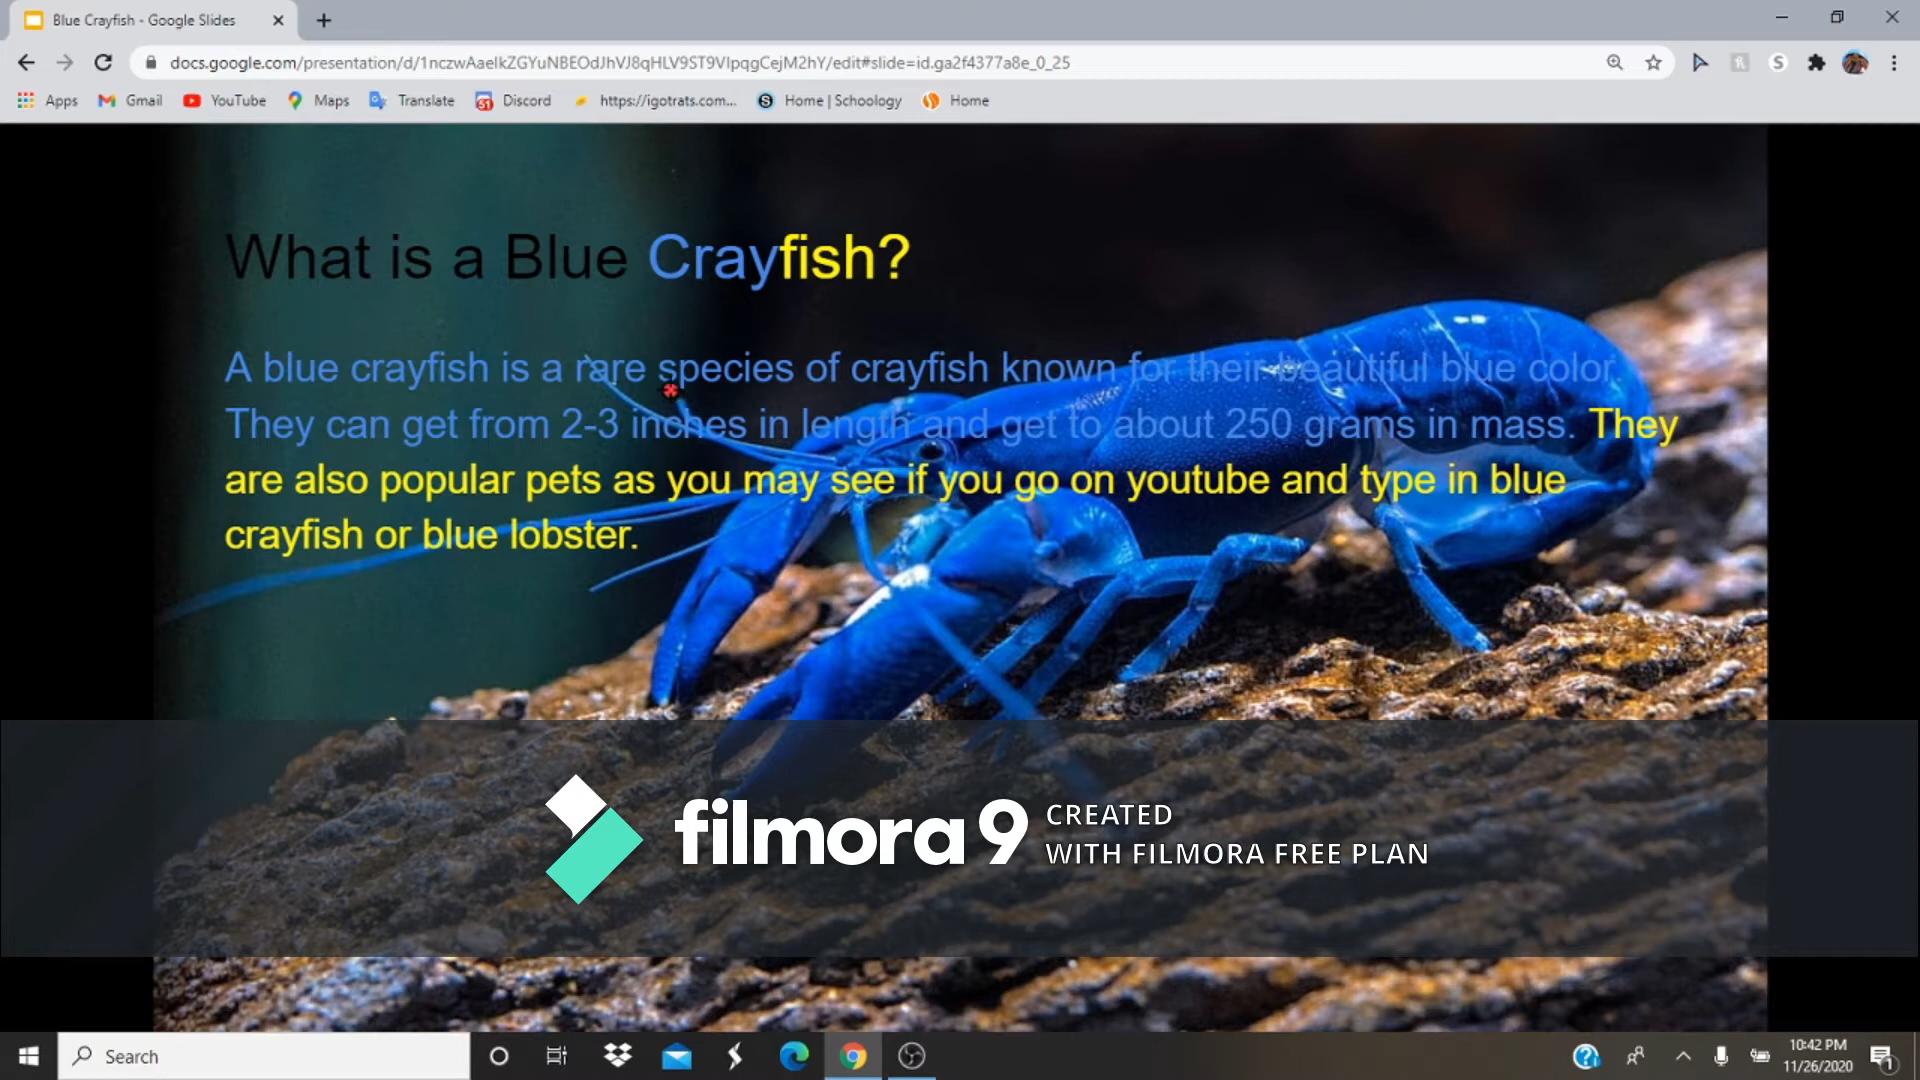 Blue Crayfish - Google Slides
docs.google.com/presentation/d/1nczwAaelkZGYuNBEOdJhVJ8qHLV9ST9VIpqgCejM2hY/edit#slide=id.ga2f4377a8e_0_25
Apps Gmail YouTube Maps Translate 51 Discord https://igotrats.com... S Home | Schoology Home
What is a Blue Crayfish?
A blue crayfish is a rare species of crayfish known for their beautiful blue color.
They can get from 2-3 inches in length and get to about 250 grams in mass. They
are also popular pets as you may see if you go on youtube and type in blue
crayfish or blue lobster.
filmora9 CREATED
WITH FILMORA FREE PLAN
Search
10:42 PM
11/26/2020
1